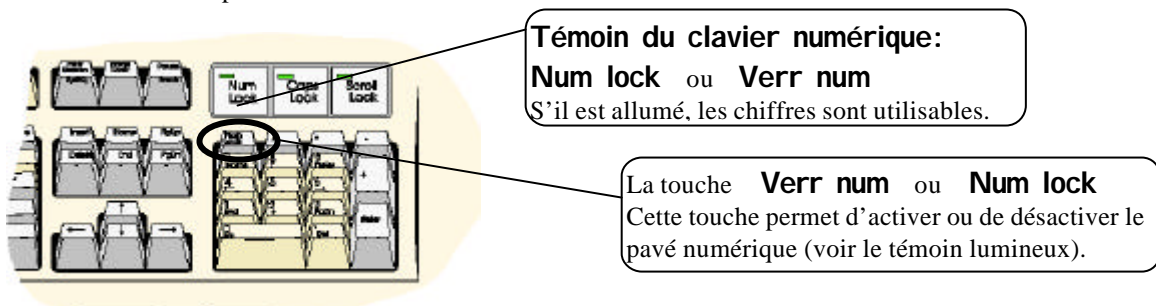 Num Lock
Caps Lock
Scroll Lock
Témoin du clavier numérique:
Num lock ou Verr num
S'il est allumé, les chiffres sont utilisables.
La touche Verr num ou Num lock
Cette touche permet d'activer ou de désactiver le
pavé numérique (voir le témoin lumineux).